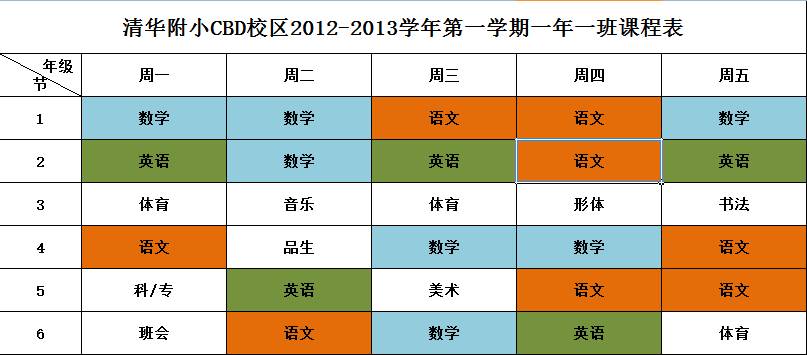 清华附小CBD校区2012-2013学年第一学期一年一班课程表
年级 节 周一 周二 周三 周四 周五
1 数学 数学 语文 语文 数学
2 英语 数学 英语 语文 英语
3 体育 音乐 体育 形体 书法
4 语文 品生 数学 数学 语文
5 科/专 英语 美术 语文 语文
6 班会 语文 数学 英语 体育